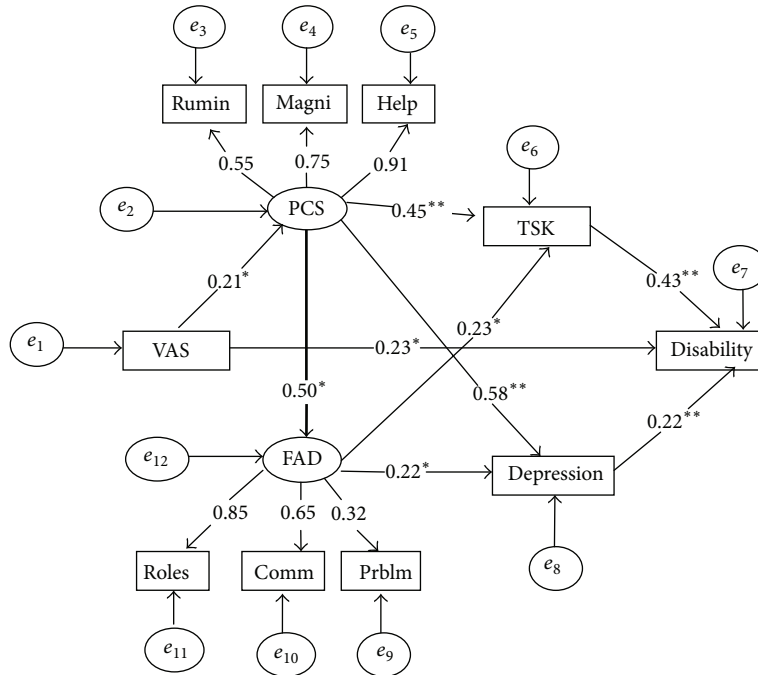 e3
e4
e5
Rumin
Magni
Help
e6
0.55
0.75
0.91
e2
PCS
0.45**
TSK
0.21*
0.43**
e7
e1
VAS
0.23*
0.23*
Disability
0.50*
0.58**
0.22**
e12
FAD
0.22*
Depression
0.85
0.65
0.32
e8
Roles
Comm
Prblm
e11
e10
e9